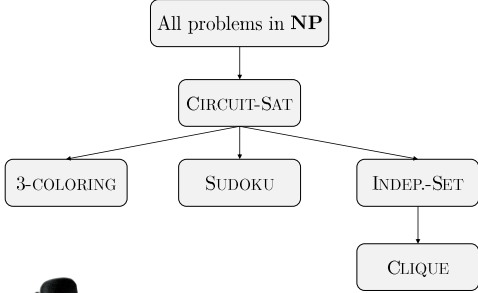 All problems in NP
CIRCUIT-SAT
3-COLORING
SUDOKU
INDEP.-SET
CLIQUE